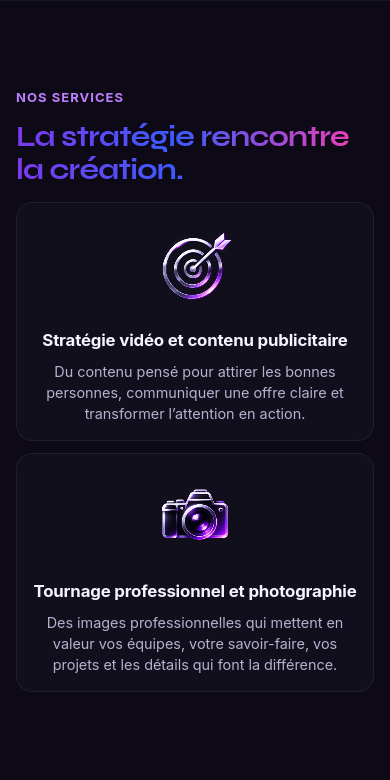 NOS SERVICES
La stratégie rencontre
la création.
Stratégie vidéo et contenu publicitaire
Du contenu pensé pour attirer les bonnes
personnes, communiquer une offre claire et
transformer l’attention en action.
Tournage professionnel et photographie
Des images professionnelles qui mettent en
valeur vos équipes, votre savoir-faire, vos
projets et les détails qui font la différence.